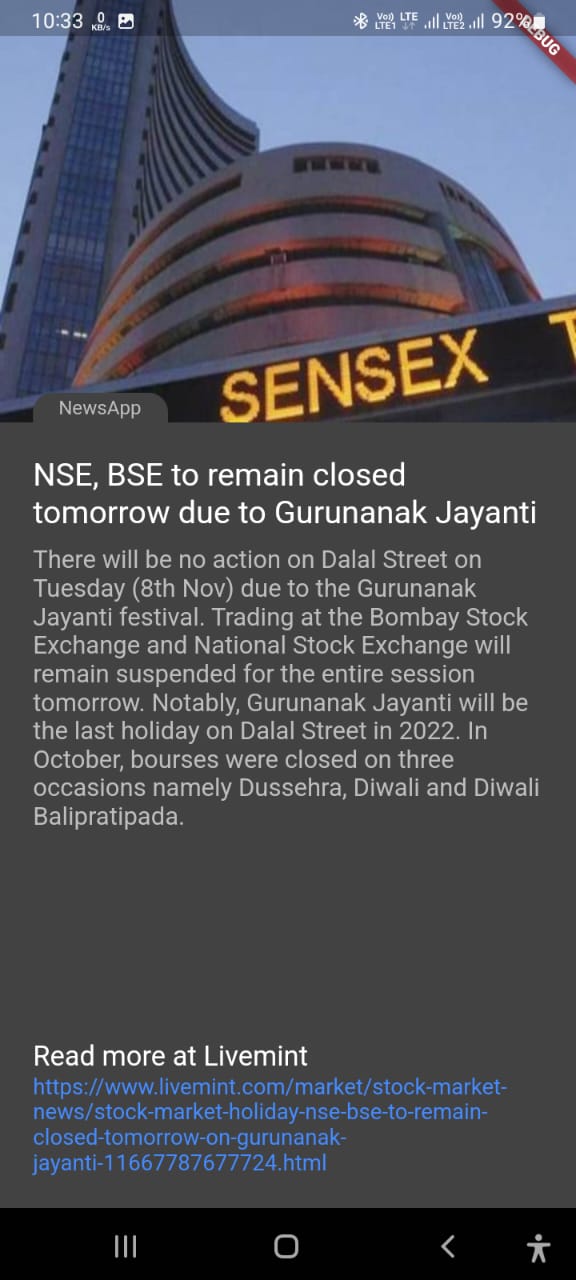 10:33 0 KB/s Vo) LTE1 LTE Vo) LTE2 92%
DEBUG
SENSEX T
NewsApp
NSE, BSE to remain closed
tomorrow due to Gurunanak Jayanti
There will be no action on Dalal Street on
Tuesday (8th Nov) due to the Gurunanak
Jayanti festival. Trading at the Bombay Stock
Exchange and National Stock Exchange will
remain suspended for the entire session
tomorrow. Notably, Gurunanak Jayanti will be
the last holiday on Dalal Street in 2022. In
October, bourses were closed on three
occasions namely Dussehra, Diwali and Diwali
Balipratipada.
Read more at Livemint
https://www.livemint.com/market/stock-market-
news/stock-market-holiday-nse-bse-to-remain-
closed-tomorrow-on-gurunanak-
jayanti-11667787677724.html